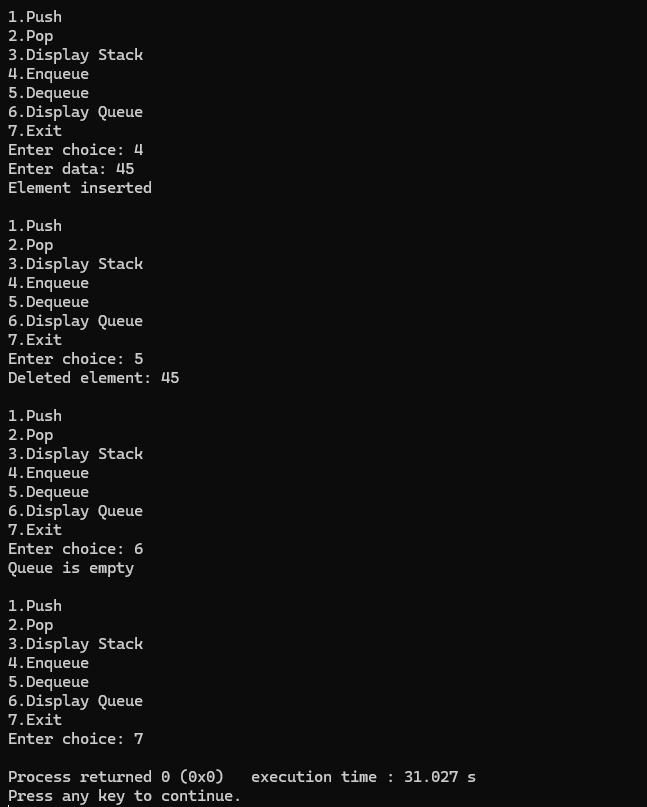 1.Push
2.Pop
3.Display Stack
4.Enqueue
5.Dequeue
6.Display Queue
7.Exit
Enter choice: 4
Enter data: 45
Element inserted

1.Push
2.Pop
3.Display Stack
4.Enqueue
5.Dequeue
6.Display Queue
7.Exit
Enter choice: 5
Deleted element: 45

1.Push
2.Pop
3.Display Stack
4.Enqueue
5.Dequeue
6.Display Queue
7.Exit
Enter choice: 6
Queue is empty

1.Push
2.Pop
3.Display Stack
4.Enqueue
5.Dequeue
6.Display Queue
7.Exit
Enter choice: 7

Process returned 0 (0x0)   execution time : 31.027 s
Press any key to continue.